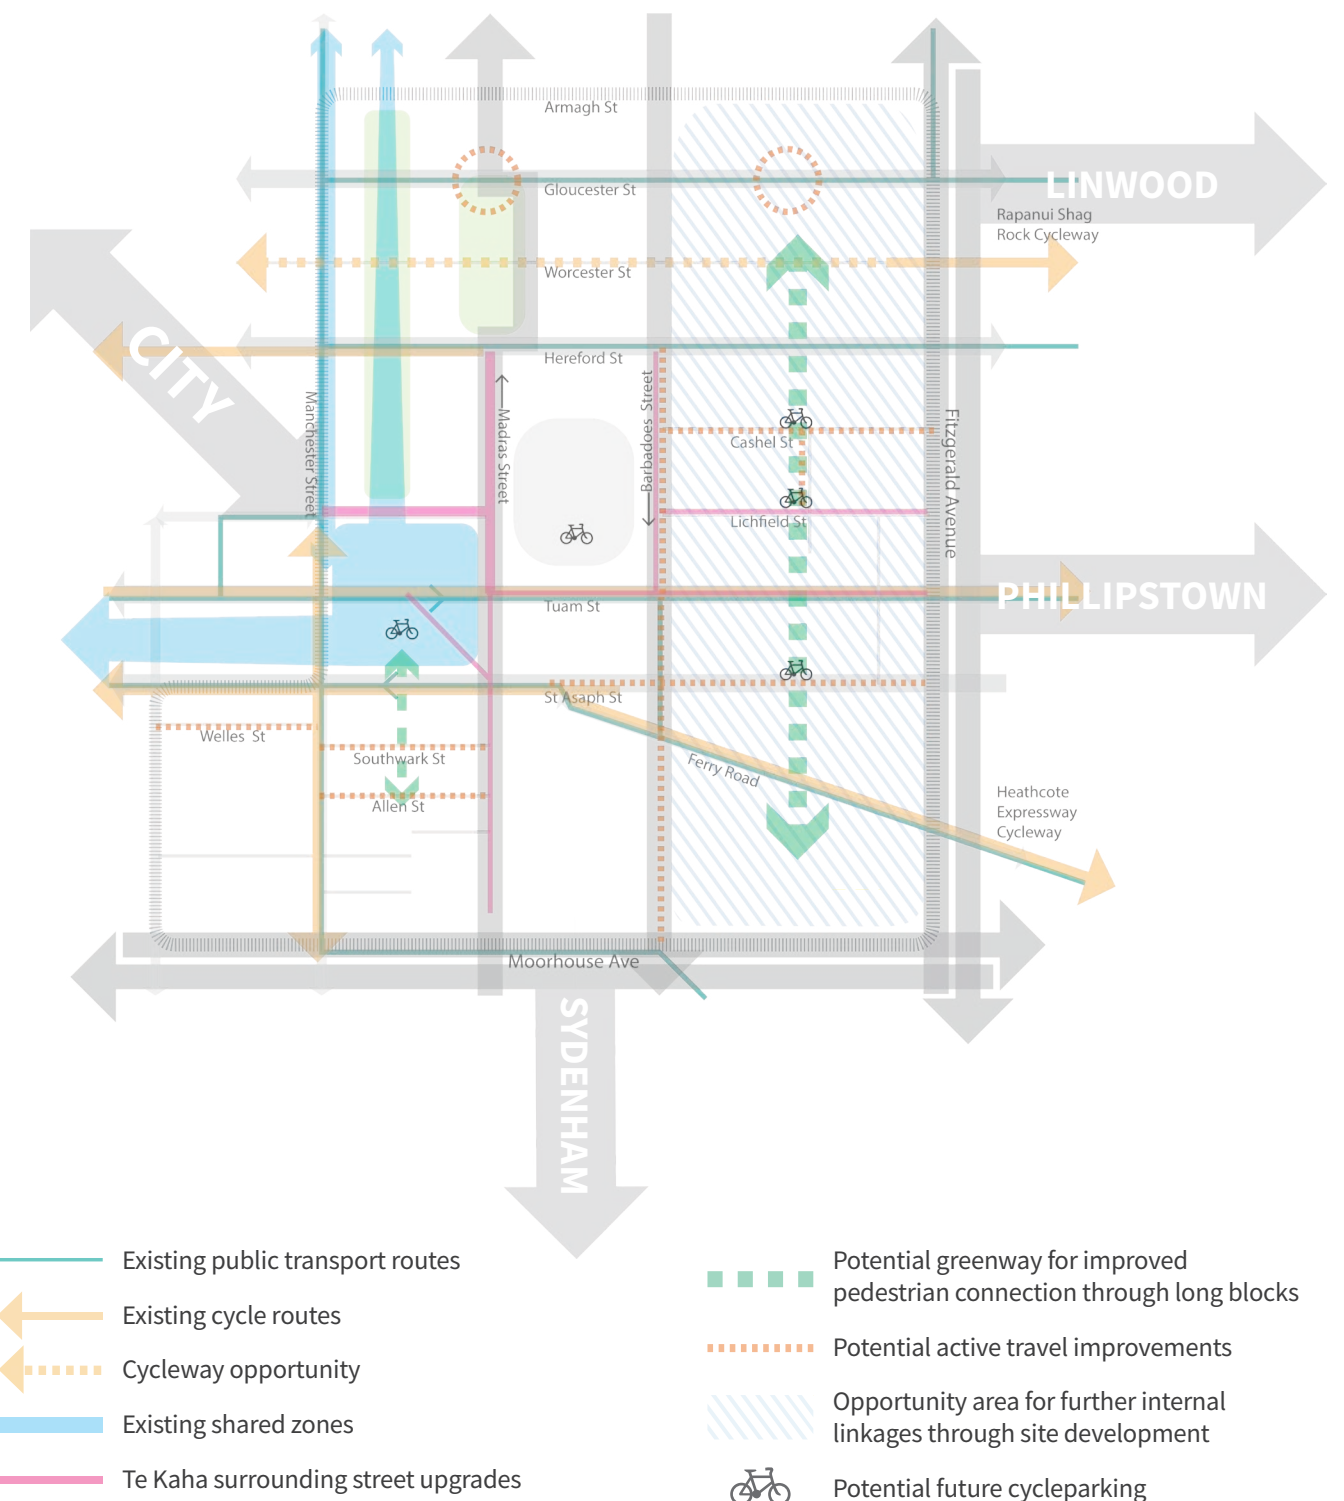 Armagh St
Gloucester St
LINWOOD
Rapanui Shag
Rock Cycleway
Worcester St
CITY
Hereford St
Manchester Street
Madras Street
Barbadoes Street
Fitzgerald Avenue
Cashel St
Lichfield St
PHILLIPSTOWN
Tuam St
St Asaph St
Welles St
Southwark St
Ferry Road
Allen St
Heathcote
Expressway
Cycleway
Moorhouse Ave
SYDENHAM
Existing public transport routes
Existing cycle routes
Cycleway opportunity
Existing shared zones
Te Kaha surrounding street upgrades
Potential greenway for improved
pedestrian connection through long blocks
Potential active travel improvements
Opportunity area for further internal
linkages through site development
Potential future cycleparking